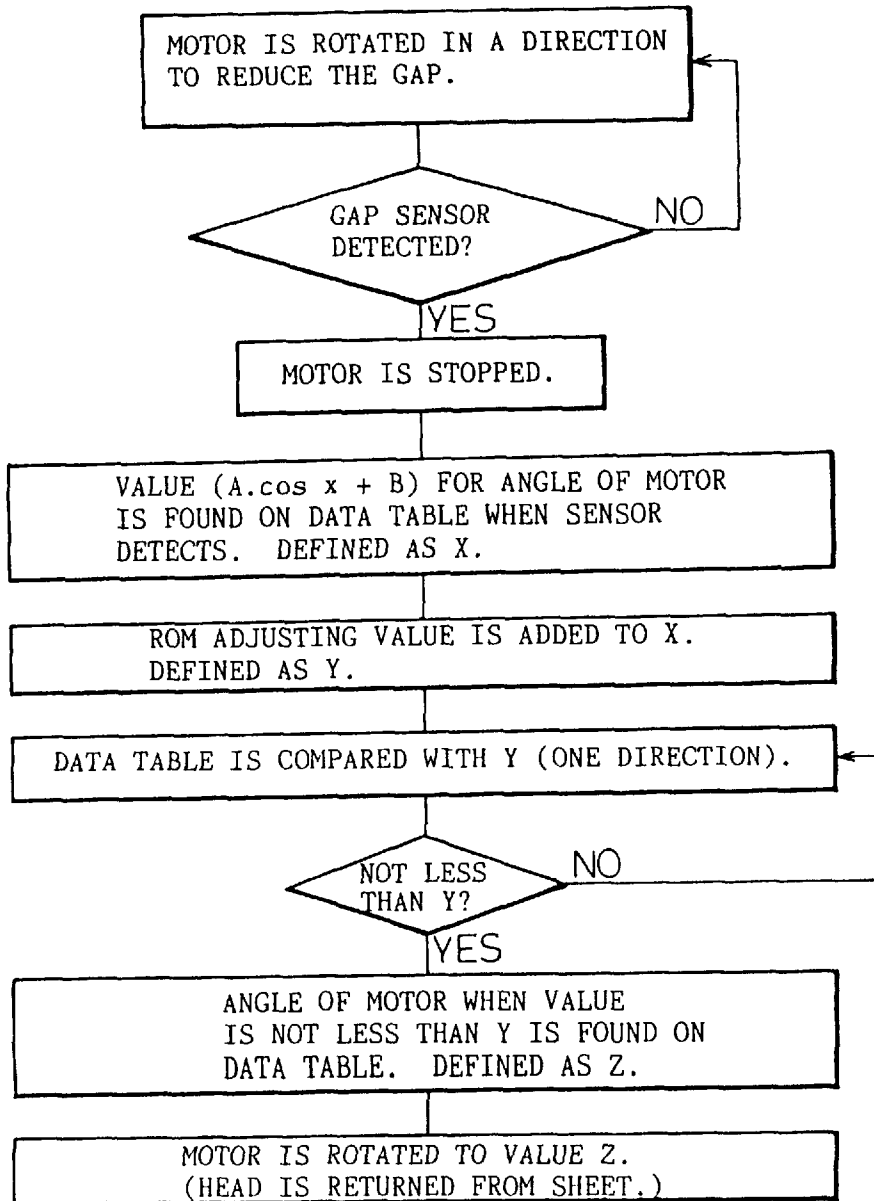 MOTOR IS ROTATED IN A DIRECTION
TO REDUCE THE GAP.
GAP SENSOR
DETECTED?
NO
YES
MOTOR IS STOPPED.
VALUE (A.cos x + B) FOR ANGLE OF MOTOR
IS FOUND ON DATA TABLE WHEN SENSOR
DETECTS. DEFINED AS X.
ROM ADJUSTING VALUE IS ADDED TO X.
DEFINED AS Y.
DATA TABLE IS COMPARED WITH Y (ONE DIRECTION).
NOT LESS
THAN Y?
NO
YES
ANGLE OF MOTOR WHEN VALUE
IS NOT LESS THAN Y IS FOUND ON
DATA TABLE. DEFINED AS Z.
MOTOR IS ROTATED TO VALUE Z.
(HEAD IS RETURNED FROM SHEET.)